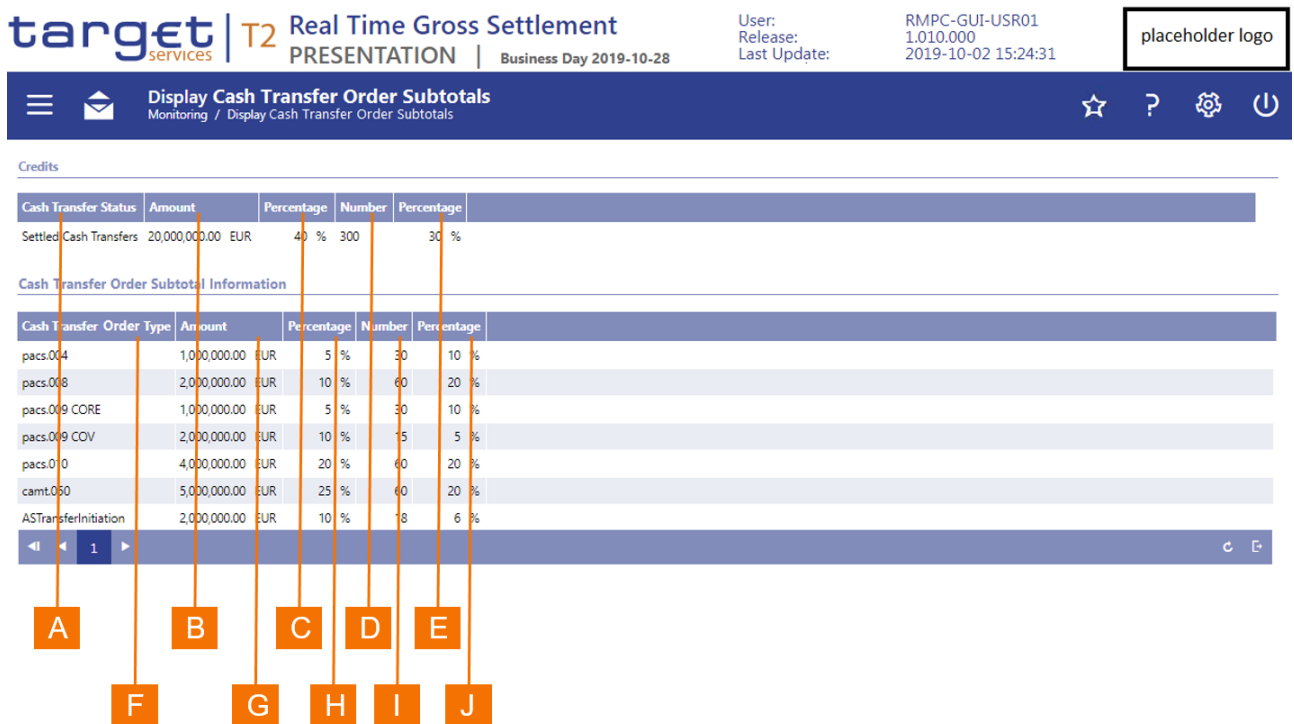 target services | T2 Real Time Gross Settlement
PRESENTATION | Business Day 2019-10-28
User: RMPC-GUI-USR01
Release: 1.010.000
Last Update: 2019-10-02 15:24:31
placeholder logo
Display Cash Transfer Order Subtotals
Monitoring / Display Cash Transfer Order Subtotals
?
Credits
Cash Transfer Status Amount Percentage Number Percentage
Settled Cash Transfers 20,000,000.00 EUR 40 % 300 30 %
Cash Transfer Order Subtotal Information
Cash Transfer Order Type Amount Percentage Number Percentage
pacs.004 1,000,000.00 EUR 5 % 30 10 %
pacs.008 2,000,000.00 EUR 10 % 60 20 %
pacs.009 CORE 1,000,000.00 EUR 5 % 30 10 %
pacs.009 COV 2,000,000.00 EUR 10 % 15 5 %
pacs.010 4,000,000.00 EUR 20 % 60 20 %
camt.050 5,000,000.00 EUR 25 % 60 20 %
ASTransferInitiation 2,000,000.00 EUR 10 % 18 6 %
1
A B C D E
F G H I J